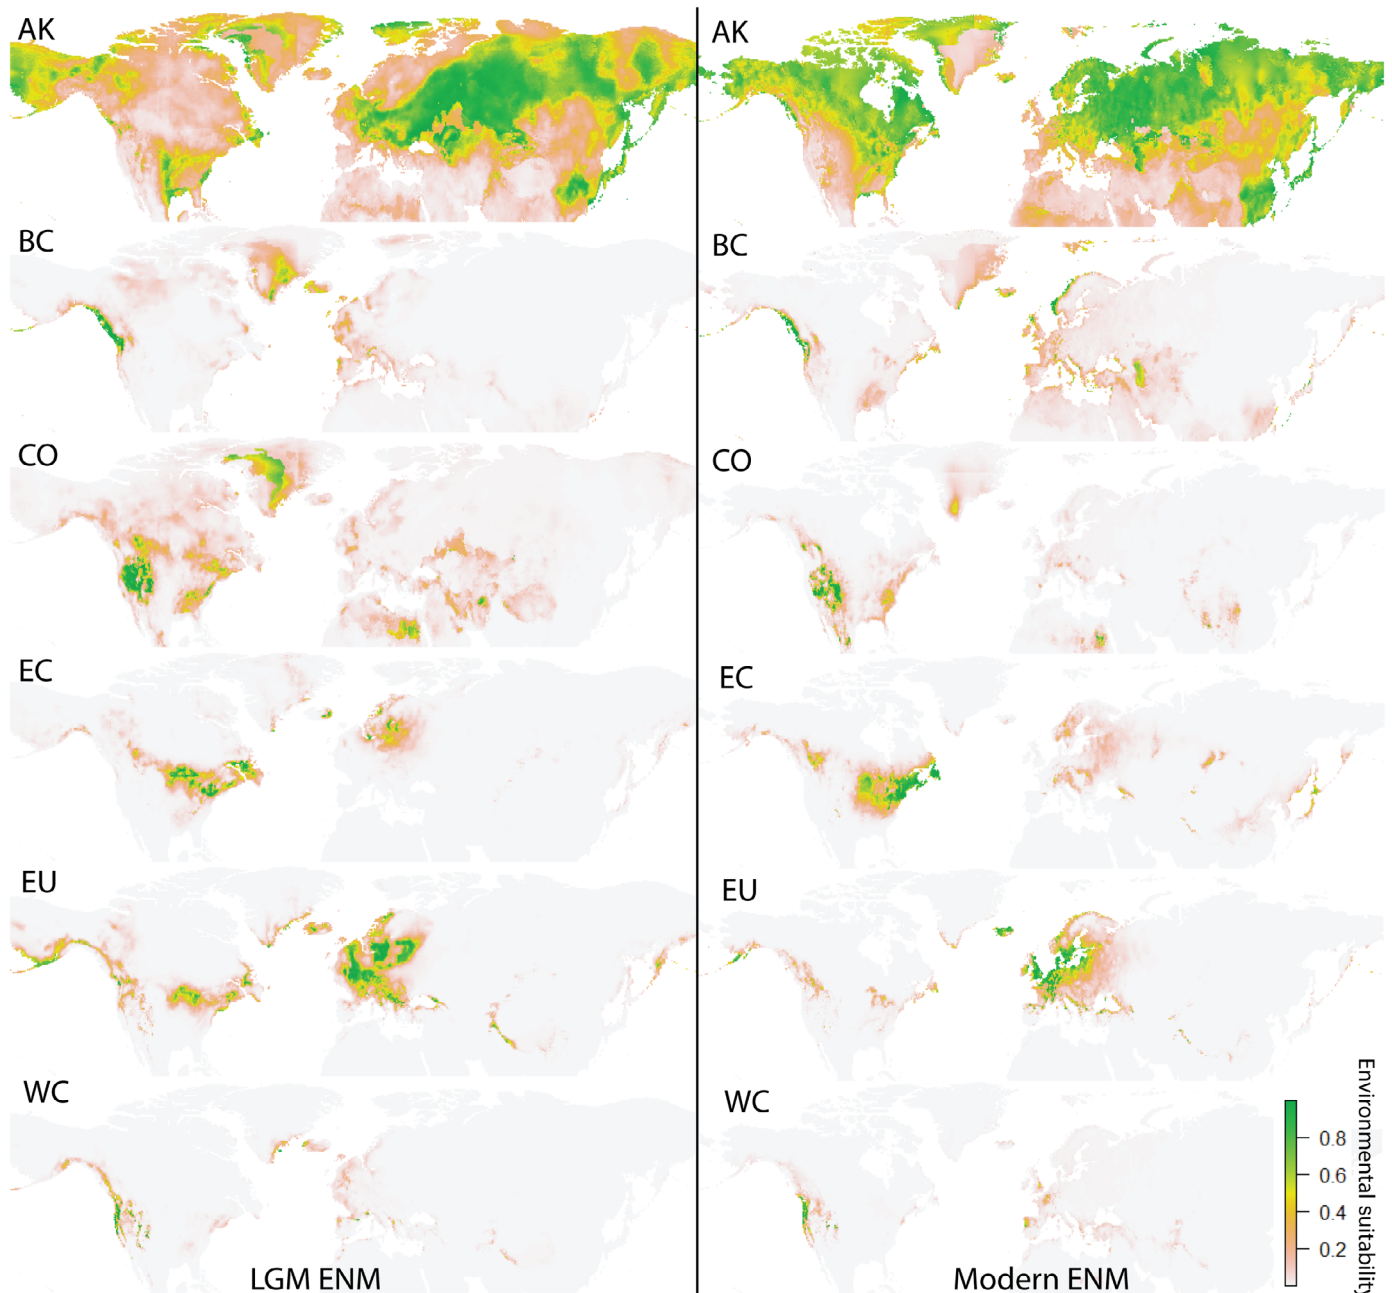 AK
AK
BC
BC
CO
CO
EC
EC
EU
EU
WC
WC
0.8
0.6
0.4
0.2
Environmental suitability
LGM ENM
Modern ENM